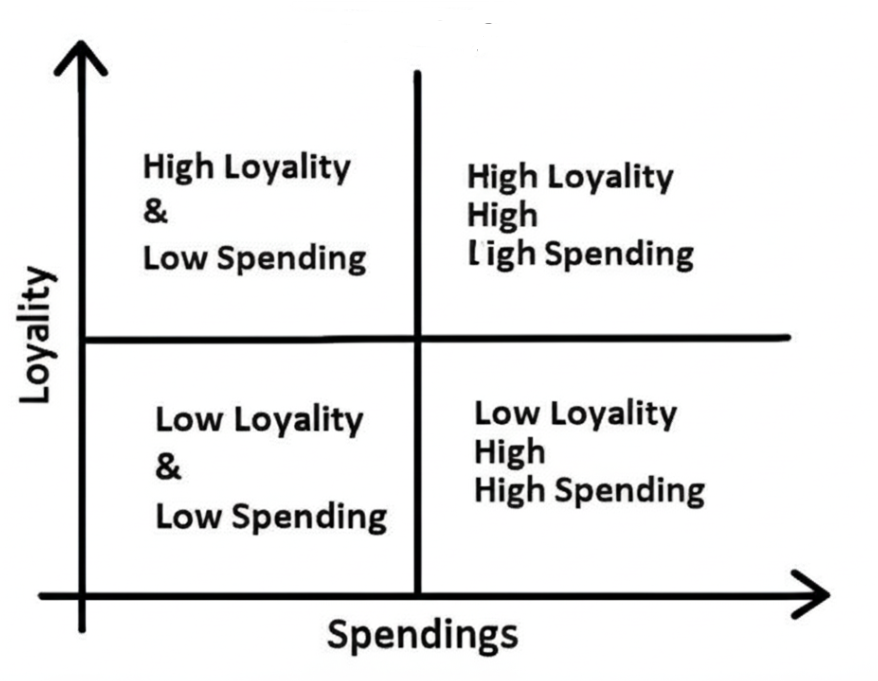 High Loyality
&
Low Spending
High Loyality
High
Spending
Loyality
Low Loyality
&
Low Spending
Low Loyality
High
High Spending
Spendings